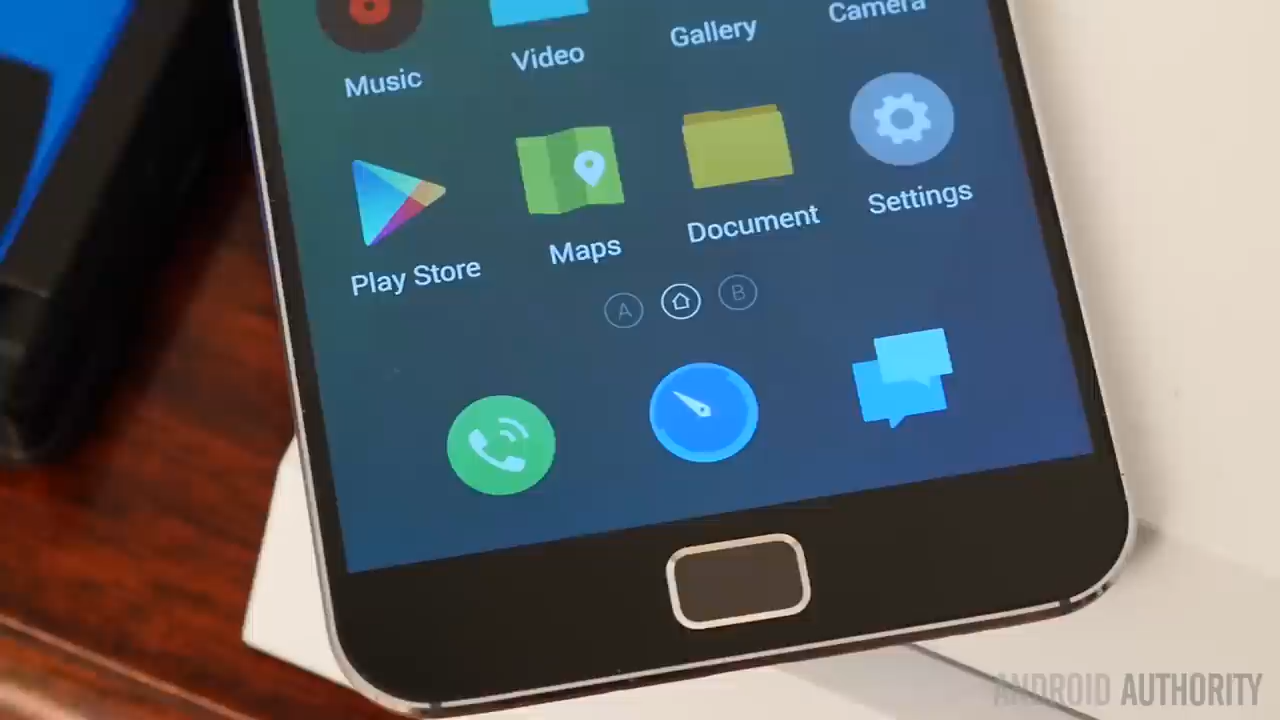 Music
Video
Gallery
Camera
Play Store
Maps
Document
Settings
A
B
ANDROID AUTHORITY